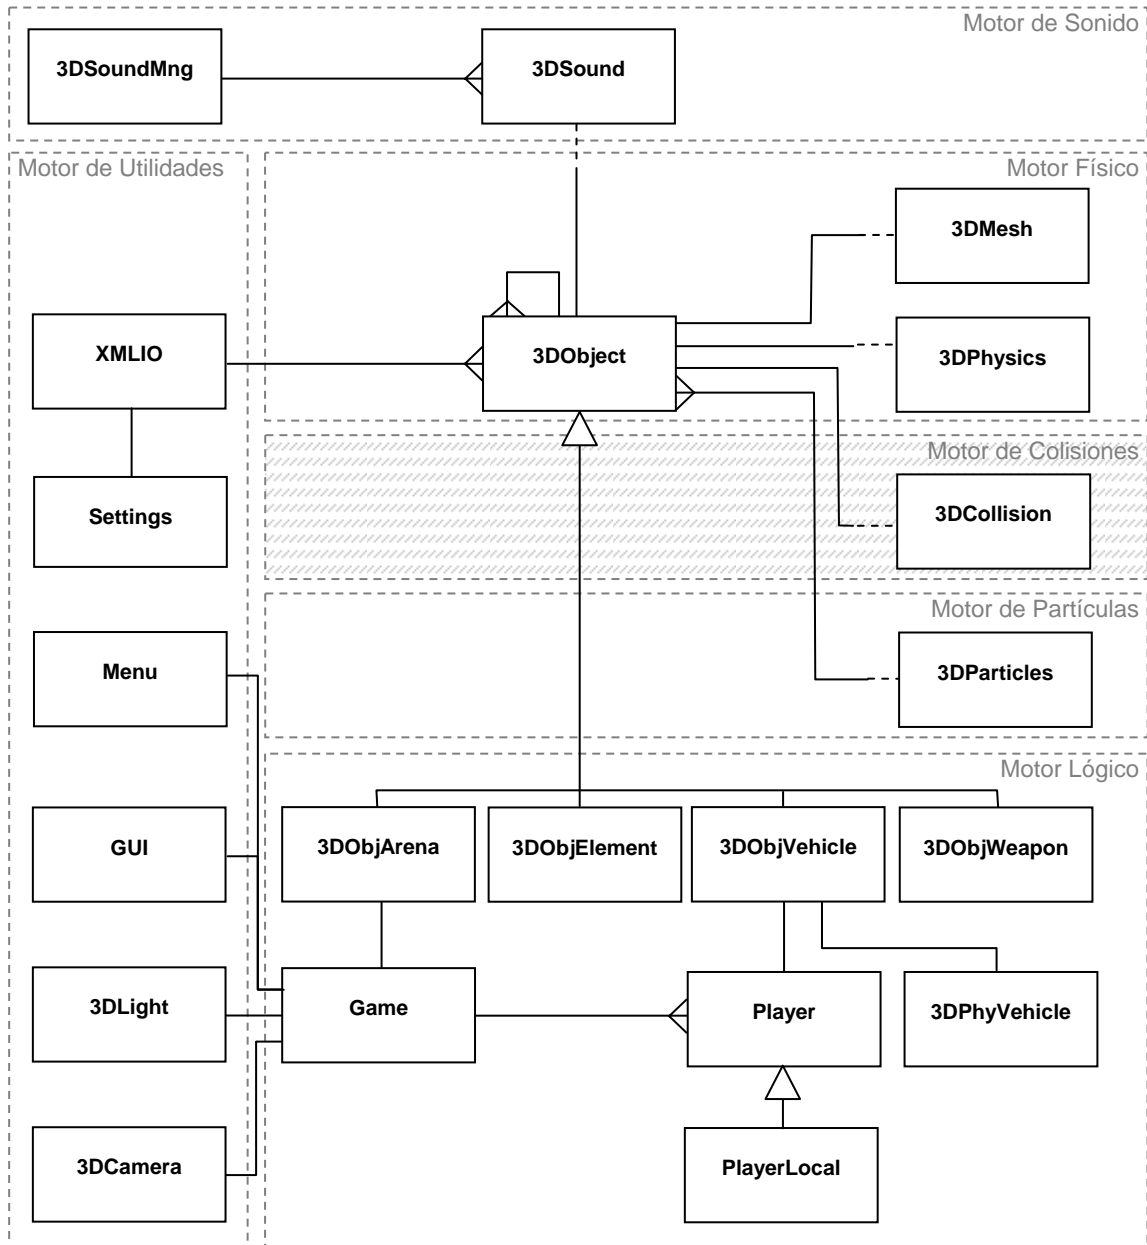 Motor de Sonido
3DSoundMng
3DSound
Motor de Utilidades
Motor Físico
3DMesh
XMLIO
3DObject
3DPhysics
Motor de Colisiones
Settings
3DCollision
Motor de Partículas
Menu
3DParticles
Motor Lógico
GUI
3DObjArena
3DObjElement
3DObjVehicle
3DObjWeapon
3DLight
Game
Player
3DPhyVehicle
3DCamera
PlayerLocal